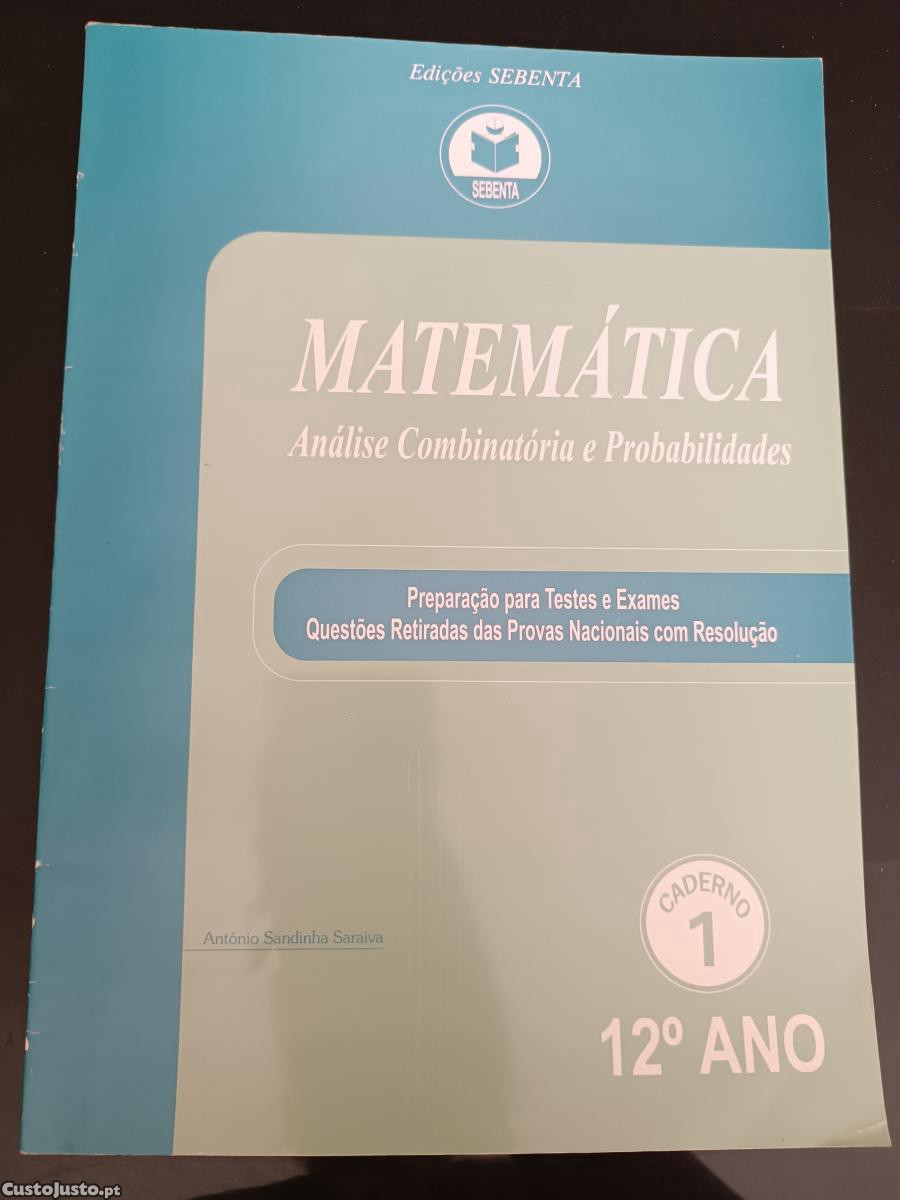 Edições SEBENTA
SEBENTA
MATEMÁTICA
Análise Combinatória e Probabilidades
Preparação para Testes e Exames
Questões Retiradas das Provas Nacionais com Resolução
António Sandinha Saraiva
CADERNO
1
12º ANO
CustoJusto.pt